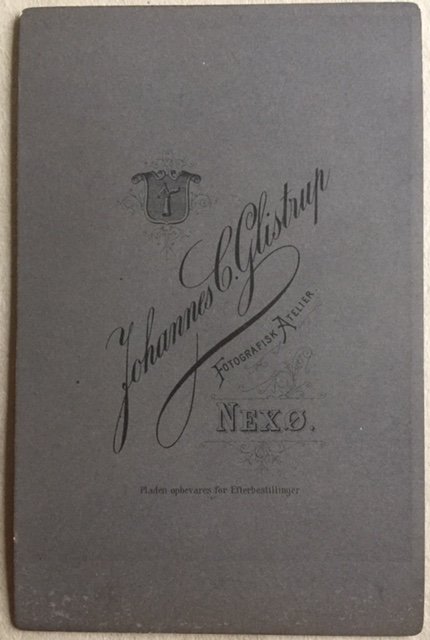 Johannes C. Glistrup
Fotografisk Atelier
Nexø.
Pladen opbevares for Efterbestillinger